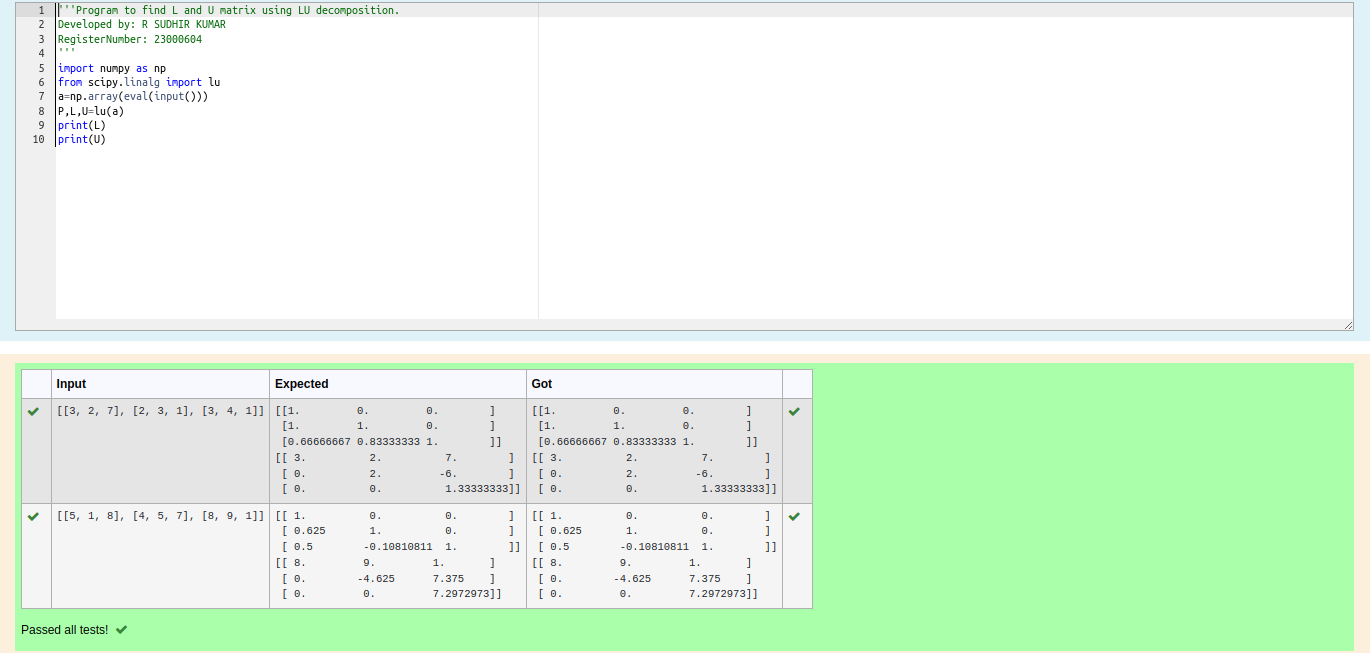 1 '''Program to find L and U matrix using LU decomposition.
2 Developed by: R SUDHIR KUMAR
3 RegisterNumber: 23000604
4 '''
5 import numpy as np
6 from scipy.linalg import lu
7 a=np.array(eval(input()))
8 P,L,U=lu(a)
9 print(L)
10 print(U)
Input Expected Got
[[3, 2, 7], [2, 3, 1], [3, 4, 1]] [[1. 0. 0. ] [[1. 0. 0. ]
[1. 1. 0. ] [1. 1. 0. ]
[0.66666667 0.83333333 1. ]] [0.66666667 0.83333333 1. ]]
[[ 3. 2. 7. ] [[ 3. 2. 7. ]
[ 0. 2. -6. ] [ 0. 2. -6. ]
[ 0. 0. 1.33333333]] [ 0. 0. 1.33333333]]
[[5, 1, 8], [4, 5, 7], [8, 9, 1]] [[ 1. 0. 0. ] [[ 1. 0. 0. ]
[ 0.625 1. 0. ] [ 0.625 1. 0. ]
[ 0.5 -0.10810811 1. ]] [ 0.5 -0.10810811 1. ]]
[[ 8. 9. 1. ] [[ 8. 9. 1. ]
[ 0. -4.625 7.375 ] [ 0. -4.625 7.375 ]
[ 0. 0. 7.2972973]] [ 0. 0. 7.2972973]]
Passed all tests!